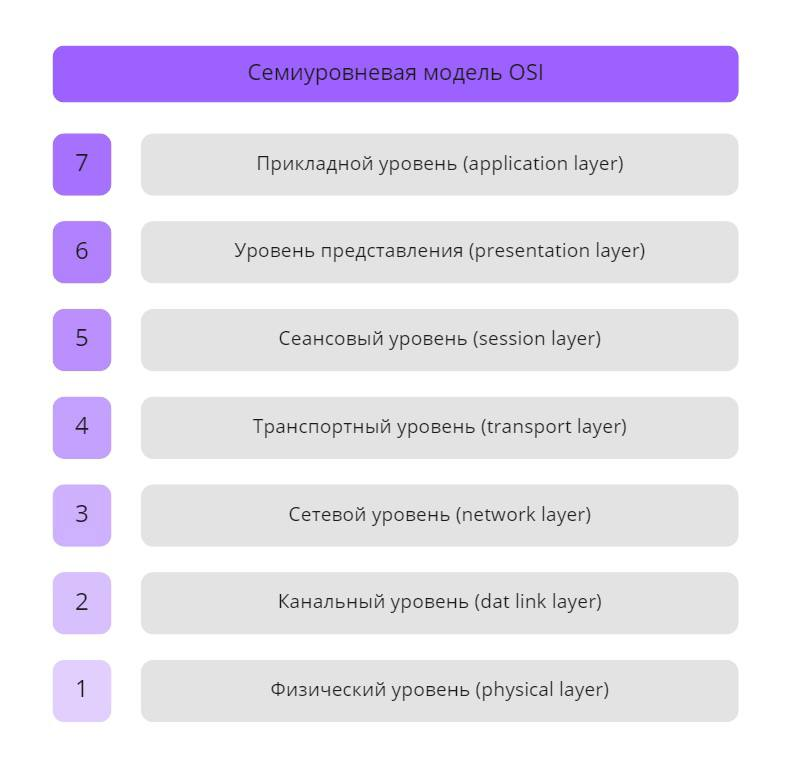 Семиуровневая модель OSI
7 Прикладной уровень (application layer)
6 Уровень представления (presentation layer)
5 Сеансовый уровень (session layer)
4 Транспортный уровень (transport layer)
3 Сетевой уровень (network layer)
2 Канальный уровень (dat link layer)
1 Физический уровень (physical layer)